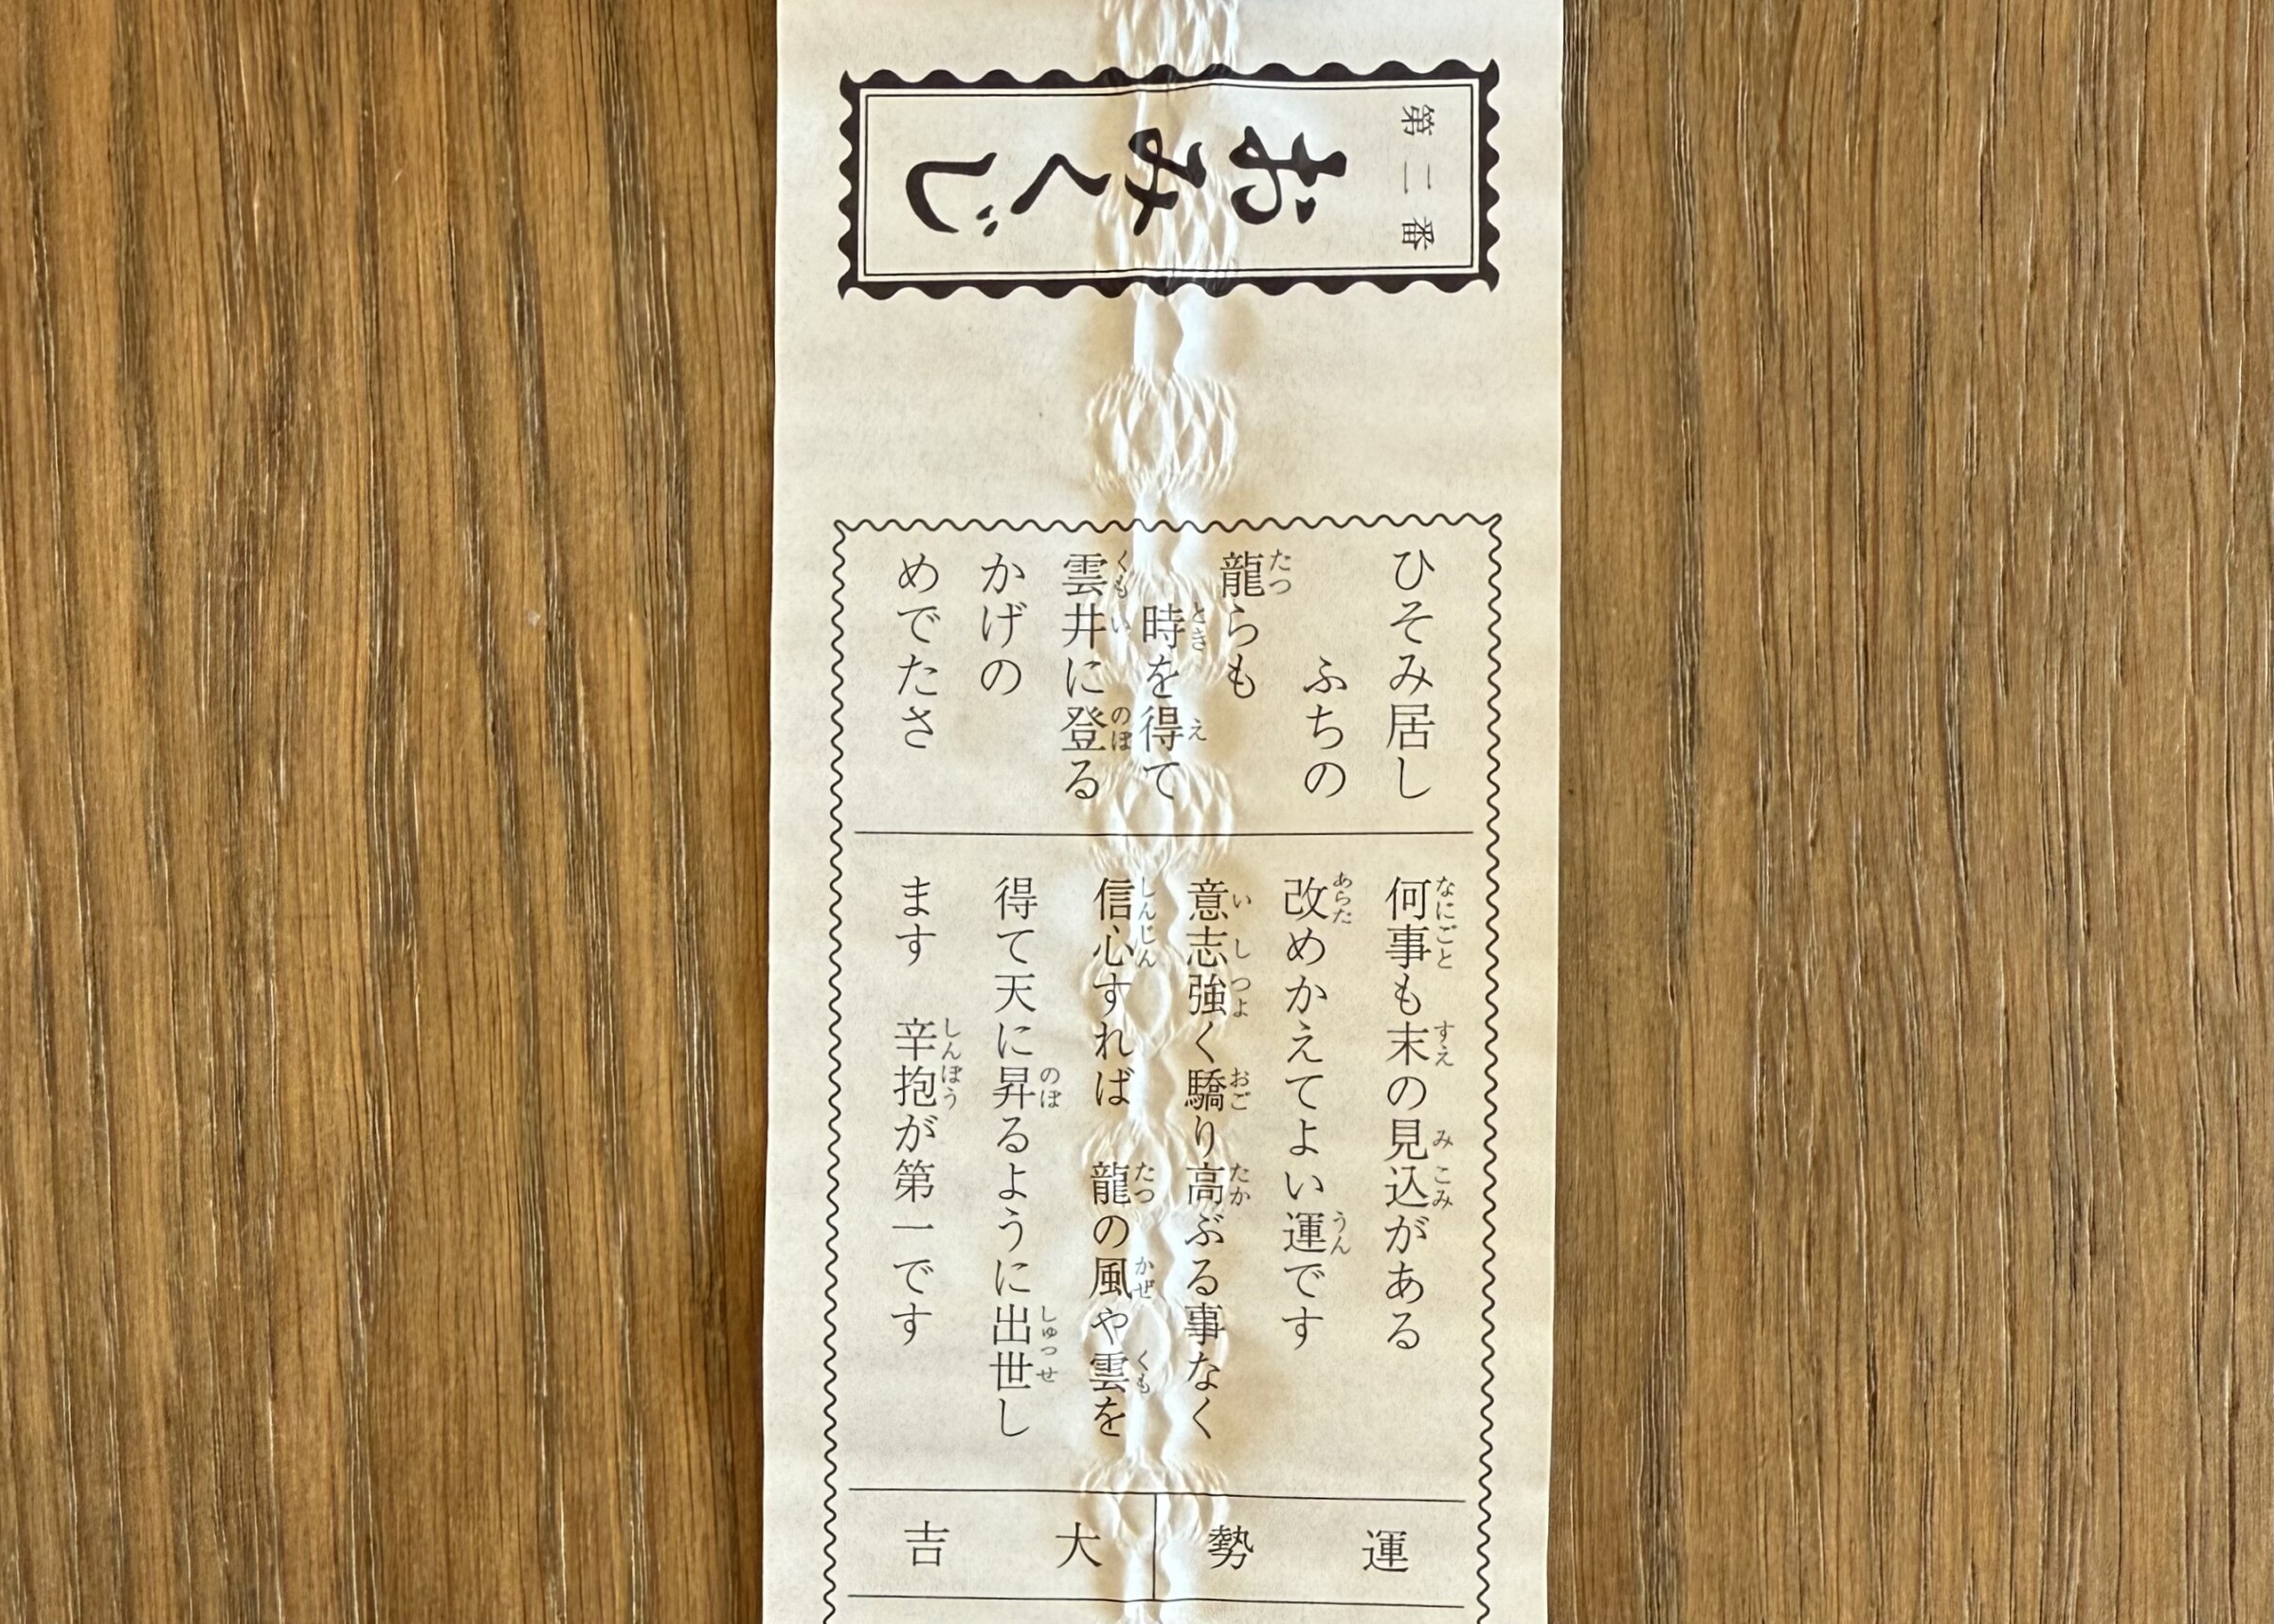 第二番
おみくじ
ひそみ居し
ふちの
龍らも
時を得て
雲井に登る
かげの
めでたさ
何事も末の見込がある
改めかえてよい運です
意志強く驕り高ぶる事なく
信心すれば　龍の風や雲を
得て天に昇るように出世し
ます　辛抱が第一です
運勢
大吉